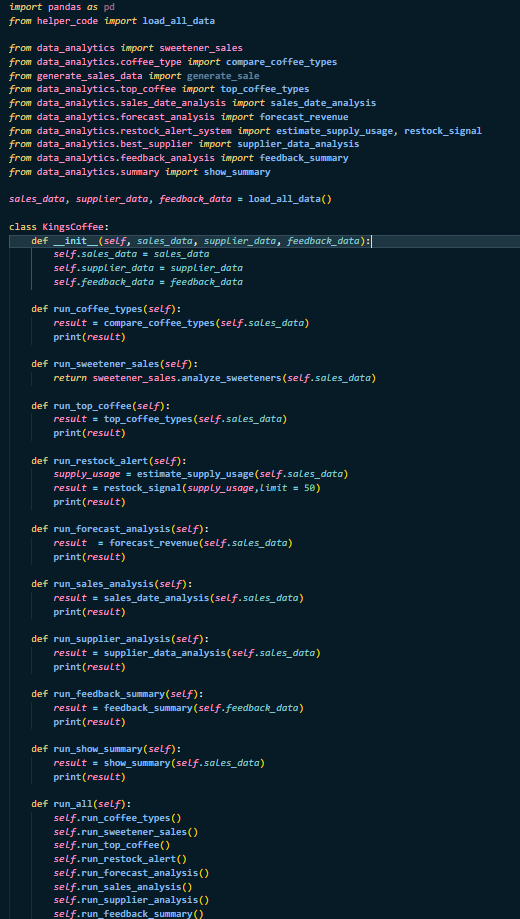 import pandas as pd
from helper_code import load_all_data
from data_analytics import sweetener_sales
from data_analytics.coffee_type import compare_coffee_types
from generate_sales_data import generate_sale
from data_analytics.top_coffee import top_coffee_types
from data_analytics.sales_date_analysis import sales_date_analysis
from data_analytics.forecast_analysis import forecast_revenue
from data_analytics.restock_alert_system import estimate_supply_usage, restock_signal
from data_analytics.best_supplier import supplier_data_analysis
from data_analytics.feedback_analysis import feedback_summary
from data_analytics.summary import show_summary
sales_data, supplier_data, feedback_data = load_all_data()
class KingsCoffee:
    def __init__(self, sales_data, supplier_data, feedback_data):
        self.sales_data = sales_data
        self.supplier_data = supplier_data
        self.feedback_data = feedback_data
    def run_coffee_types(self):
        result = compare_coffee_types(self.sales_data)
        print(result)
    def run_sweetener_sales(self):
        return sweetener_sales.analyze_sweeteners(self.sales_data)
    def run_top_coffee(self):
        result = top_coffee_types(self.sales_data)
        print(result)
    def run_restock_alert(self):
        supply_usage = estimate_supply_usage(self.sales_data)
        result = restock_signal(supply_usage,limit = 50)
        print(result)
    def run_forecast_analysis(self):
        result  = forecast_revenue(self.sales_data)
        print(result)
    def run_sales_analysis(self):
        result = sales_date_analysis(self.sales_data)
        print(result)
    def run_supplier_analysis(self):
        result = supplier_data_analysis(self.sales_data)
        print(result)
    def run_feedback_summary(self):
        result = feedback_summary(self.feedback_data)
        print(result)
    def run_show_summary(self):
        result = show_summary(self.sales_data)
        print(result)
    def run_all(self):
        self.run_coffee_types()
        self.run_sweetener_sales()
        self.run_top_coffee()
        self.run_restock_alert()
        self.run_forecast_analysis()
        self.run_sales_analysis()
        self.run_supplier_analysis()
        self.run_feedback_summary()